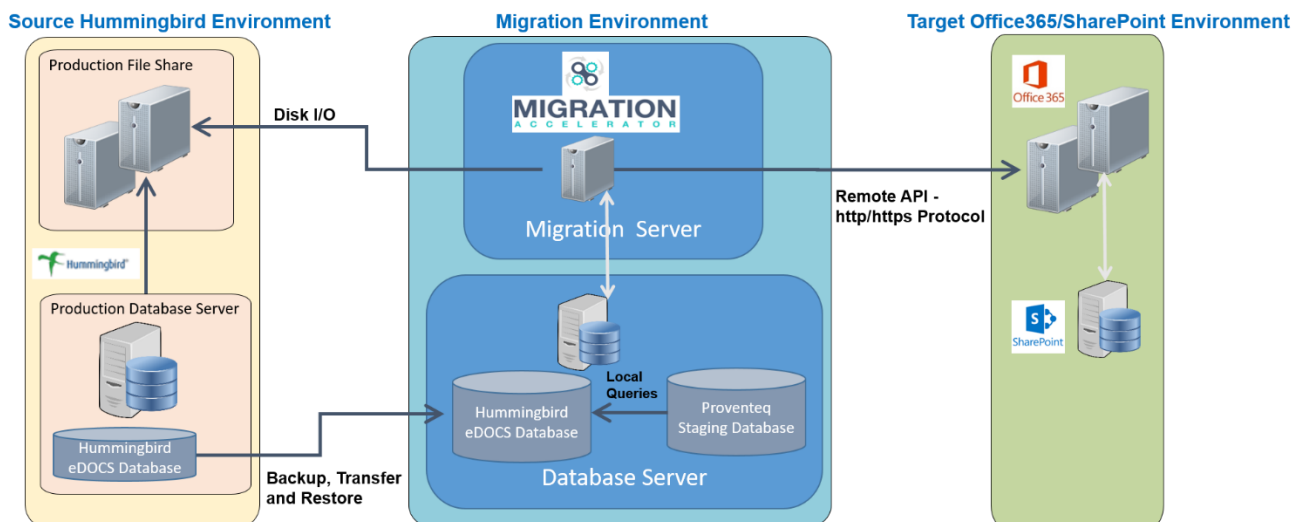 Source Hummingbird Environment
Migration Environment
Target Office365/SharePoint Environment
Production File Share
Disk I/O
MIGRATION
ACCELERATOR
Office 365
Remote API -
http/https Protocol
Migration Server
Hummingbird®
Production Database Server
S
SharePoint
Local
Queries
Hummingbird
eDOCS Database
Proventeq
Staging Database
Hummingbird
eDOCS Database
Backup, Transfer
and Restore
Database Server